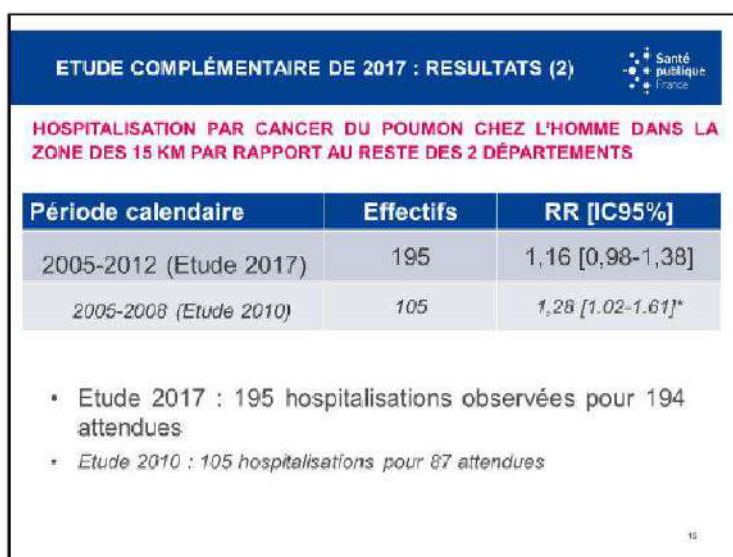 ETUDE COMPLÉMENTAIRE DE 2017 : RESULTATS (2)
Santé
publique
France
HOSPITALISATION PAR CANCER DU POUMON CHEZ L'HOMME DANS LA
ZONE DES 15 KM PAR RAPPORT AU RESTE DES 2 DÉPARTEMENTS
Période calendaire Effectifs RR [IC95%]
2005-2012 (Etude 2017) 195 1,16 [0,98-1,38]
2005-2008 (Etude 2010) 105 1,28 [1.02-1.61]*
• Etude 2017 : 195 hospitalisations observées pour 194
attendues
• Etude 2010 : 105 hospitalisations pour 87 attendues